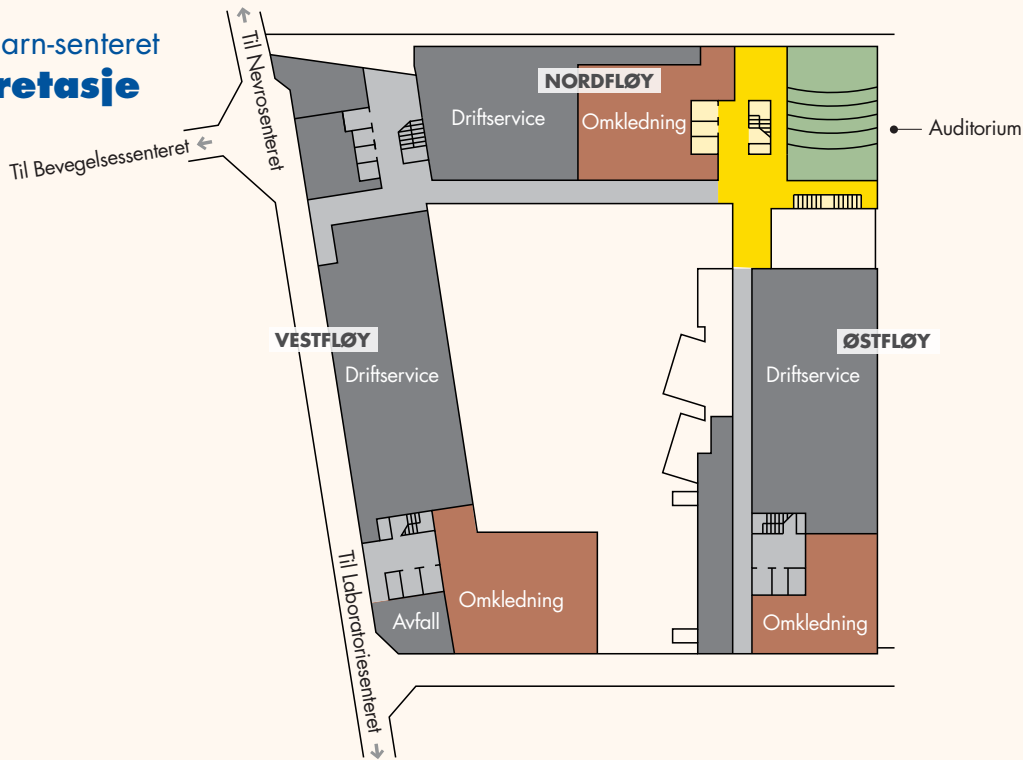 arn-senteret
retasje
Til Nevrosenteret
Til Bevegelsessenteret
NORDFLØY
Driftservice
Omkledning
Auditorium
VESTFLØY
Driftservice
ØSTFLØY
Driftservice
Til Laboratoriesenteret
Omkledning
Avfall
Omkledning